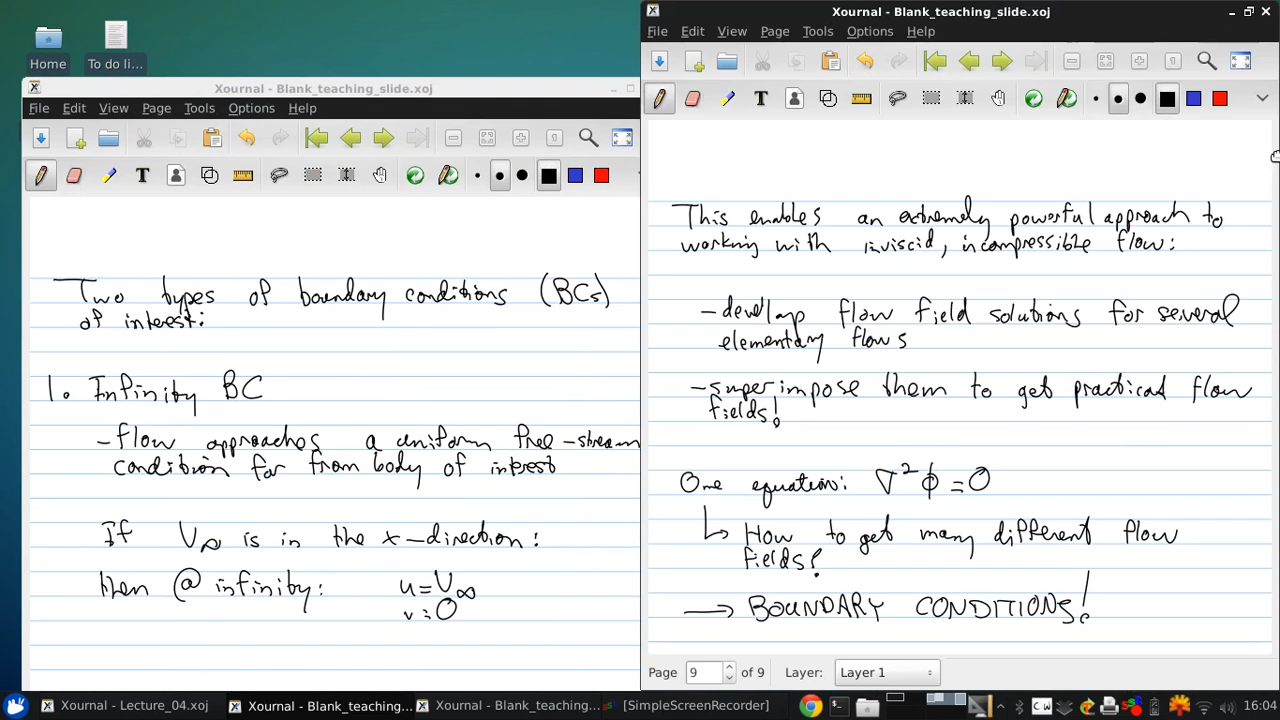 Home
To do li...
Xournal - Blank_teaching_slide.xoj
File Edit View Page Tools Options Help
Two types of boundary conditions (BCs)
of interest:
1. Infinity BC
- flow approaches a uniform free-stream
condition far from body of interest
If V∞ is in the x-direction:
then @ infinity: u = V∞
v = 0
Xournal - Blank_teaching_slide.xoj
File Edit View Page Tools Options Help
This enables an extremely powerful approach to
working with inviscid, incompressible flow:
- develop flow field solutions for several
elementary flows
- superimpose them to get practical flow
fields!
One equation: ∇²ϕ = 0
↳ How to get many different flow
fields?
→ BOUNDARY CONDITIONS!
Page 9 of 9 Layer: Layer 1
Xournal - Lecture_04.xoj
Xournal - Blank_teaching...
Xournal - Blank_teaching...
[SimpleScreenRecorder]
16:04